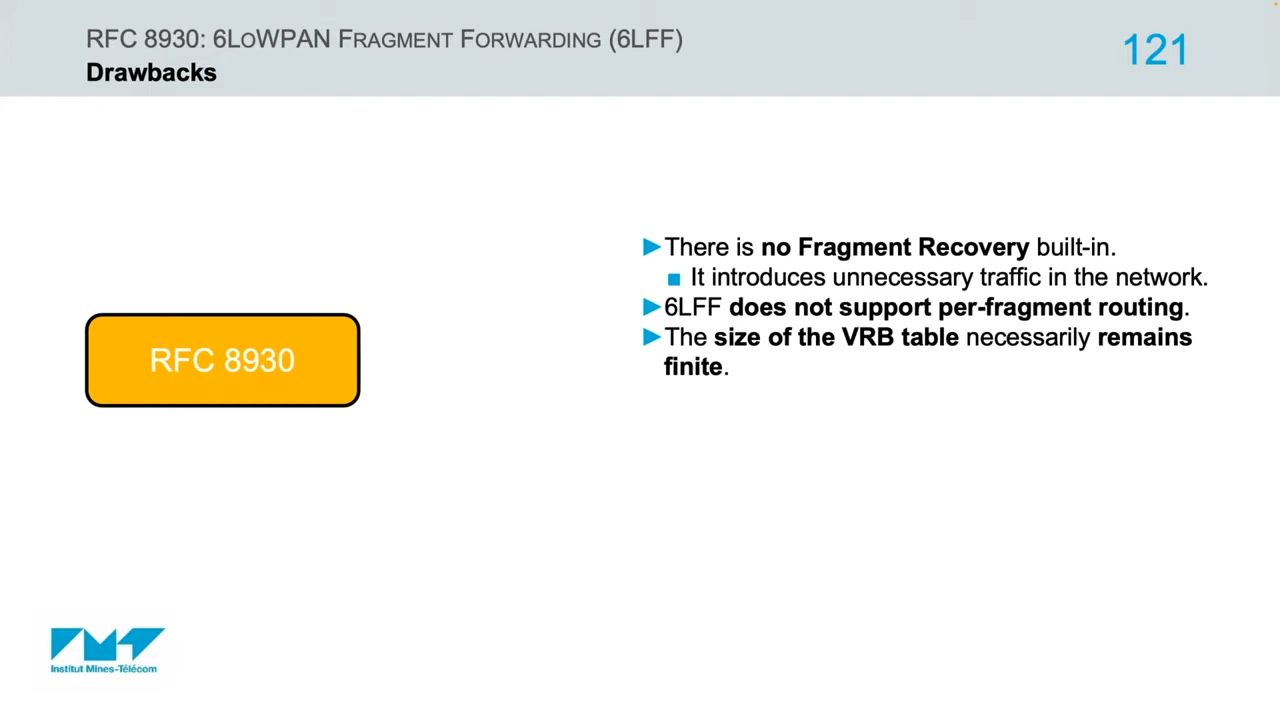 RFC 8930: 6LOWPAN FRAGMENT FORWARDING (6LFF)
Drawbacks
121
►There is no Fragment Recovery built-in.
■ It introduces unnecessary traffic in the network.
►6LFF does not support per-fragment routing.
►The size of the VRB table necessarily remains
finite.
RFC 8930
IMT
Institut Mines-Télécom